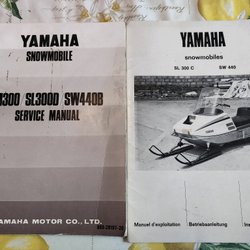 YAMAHA
SNOWMOBILE
SL300D SW440B
SERVICE MANUAL
YAMAHA MOTOR CO., LTD.
YAMAHA
snowmobiles
SL 300 C SW 440
Manuel d'exploitation Betriebsanleitung